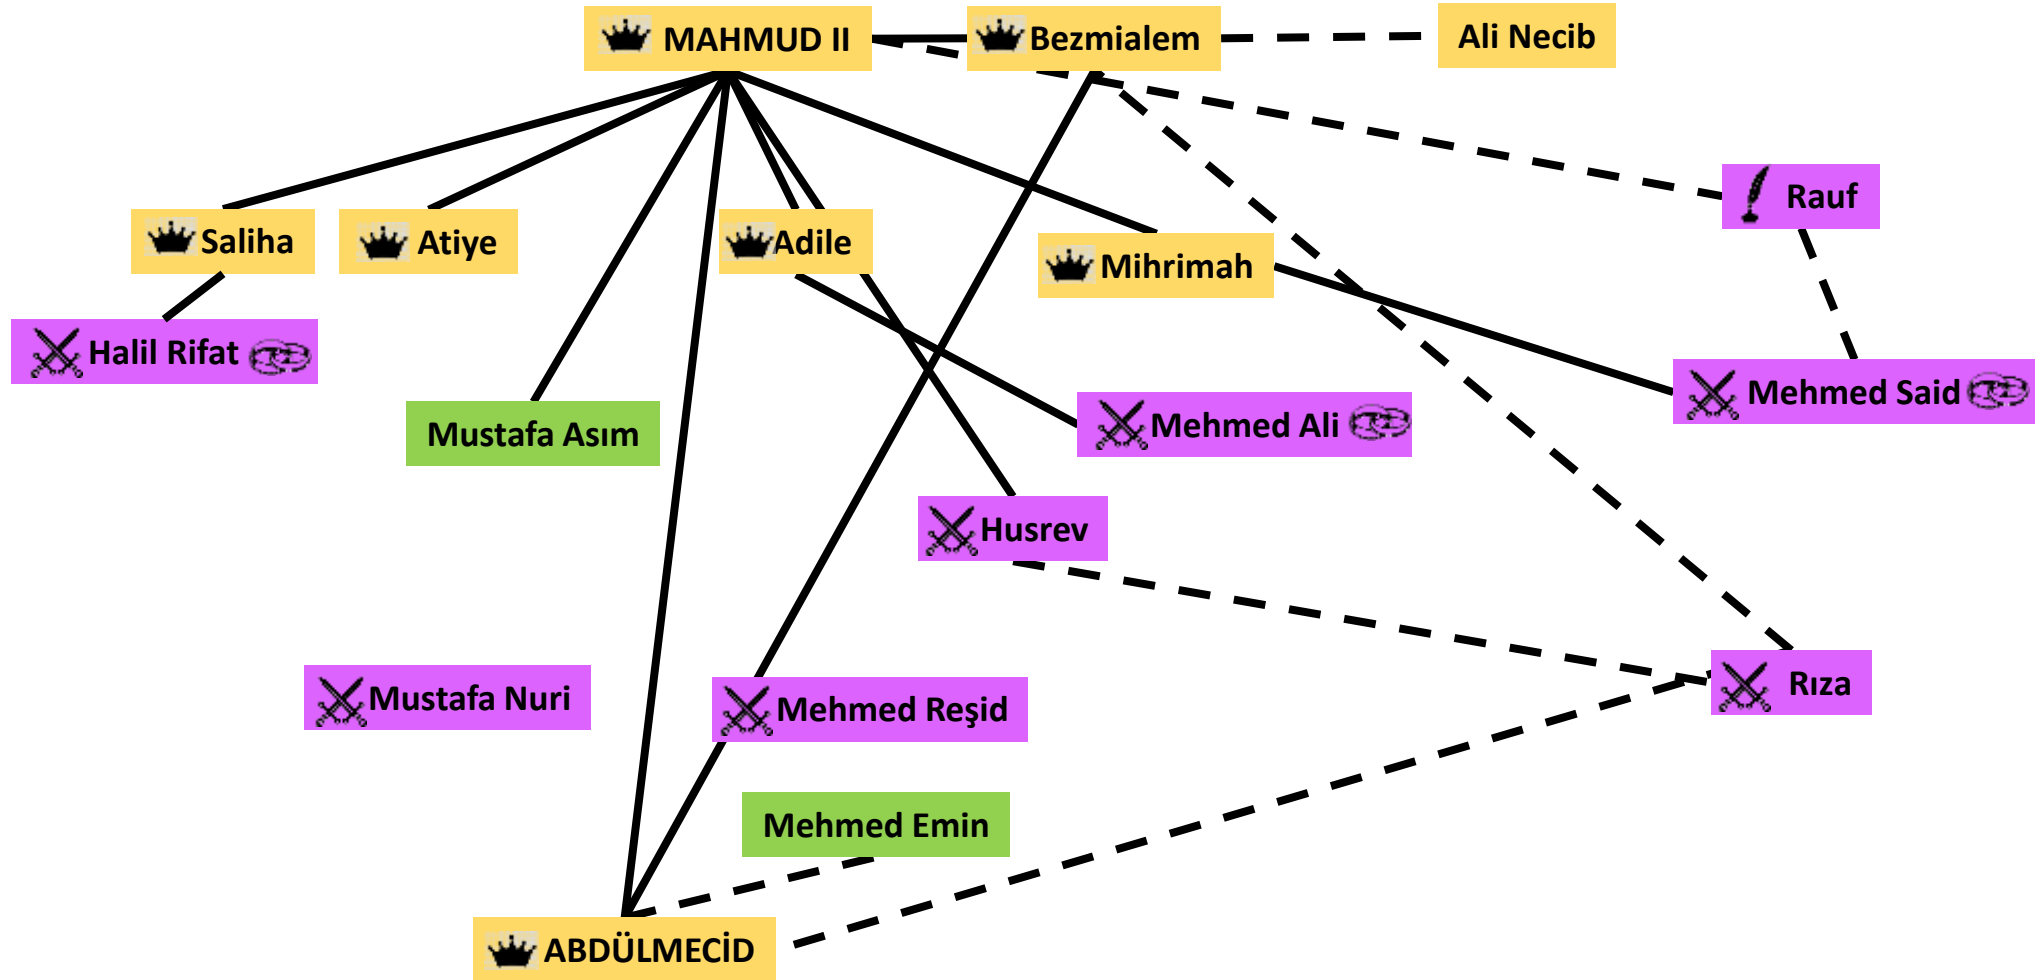 MAHMUD II
Bezmialem
Ali Necib
Rauf
Saliha
Atiye
Adile
Mihrimah
Halil Rifat
Mehmed Said
Mustafa Asım
Mehmed Ali
Husrev
Mustafa Nuri
Mehmed Reşid
Rıza
Mehmed Emin
ABDÜLMECİD